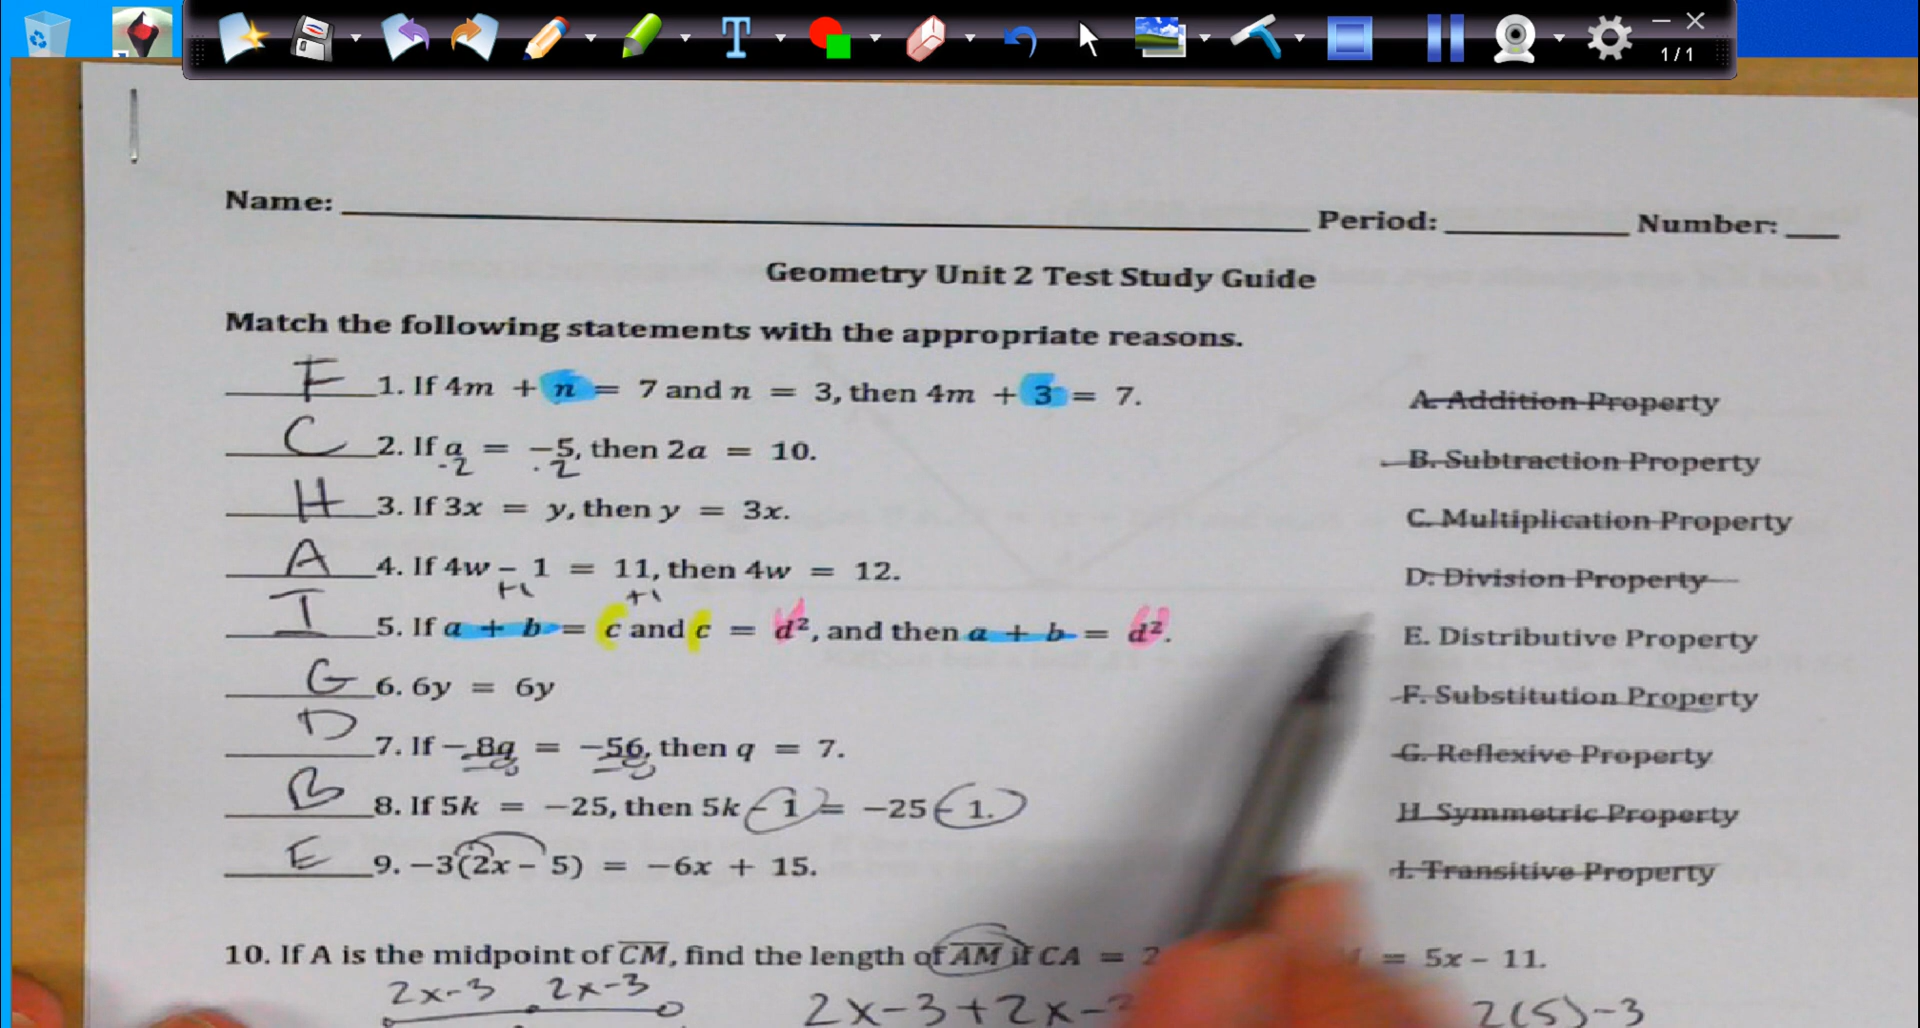 1/1
Name: ____ Period: ____ Number: ____
Geometry Unit 2 Test Study Guide
Match the following statements with the appropriate reasons.
F 1. If 4m + n = 7 and n = 3, then 4m + 3 = 7.
A. Addition Property
C 2. If a = −5, then 2a = 10.
·2 ·2
B. Subtraction Property
H 3. If 3x = y, then y = 3x.
C. Multiplication Property
A 4. If 4w − 1 = 11, then 4w = 12.
+1 +1
D. Division Property
I 5. If a + b = c and c = d², and then a + b = d².
E. Distributive Property
G 6. 6y = 6y
F. Substitution Property
D 7. If −8q = −56, then q = 7.
−8 −8
G. Reflexive Property
B 8. If 5k = −25, then 5k − 1 = −25 − 1.
H. Symmetric Property
E 9. −3(2x − 5) = −6x + 15.
I. Transitive Property
10. If A is the midpoint of CM, find the length of AM if CA = 2 = 5x − 11.
2x-3 2x-3 2x-3+2x- 2(5)-3